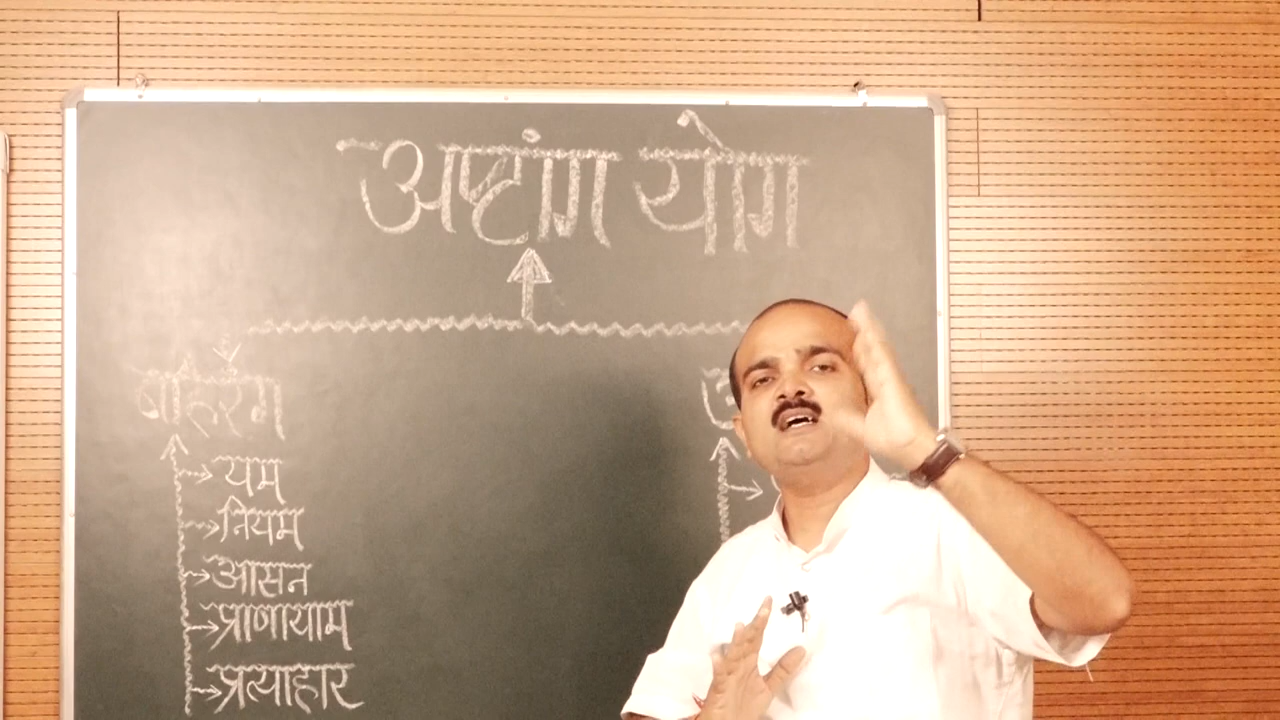 अष्टांग योग
बहिरंग
यम
नियम
आसन
प्राणायाम
प्रत्याहार